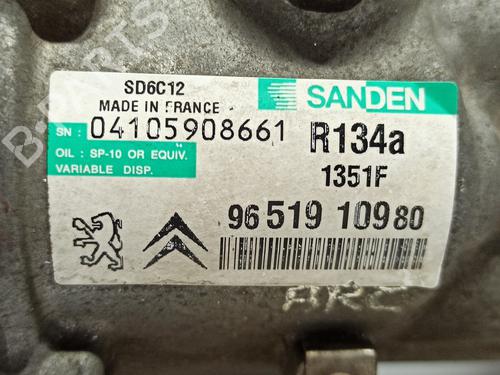 SD6C12
MADE IN FRANCE
SANDEN
SN: 04105908661
R134a
OIL : SP-10 OR EQUIV.
VARIABLE DISP.
1351F
96 519 109 80